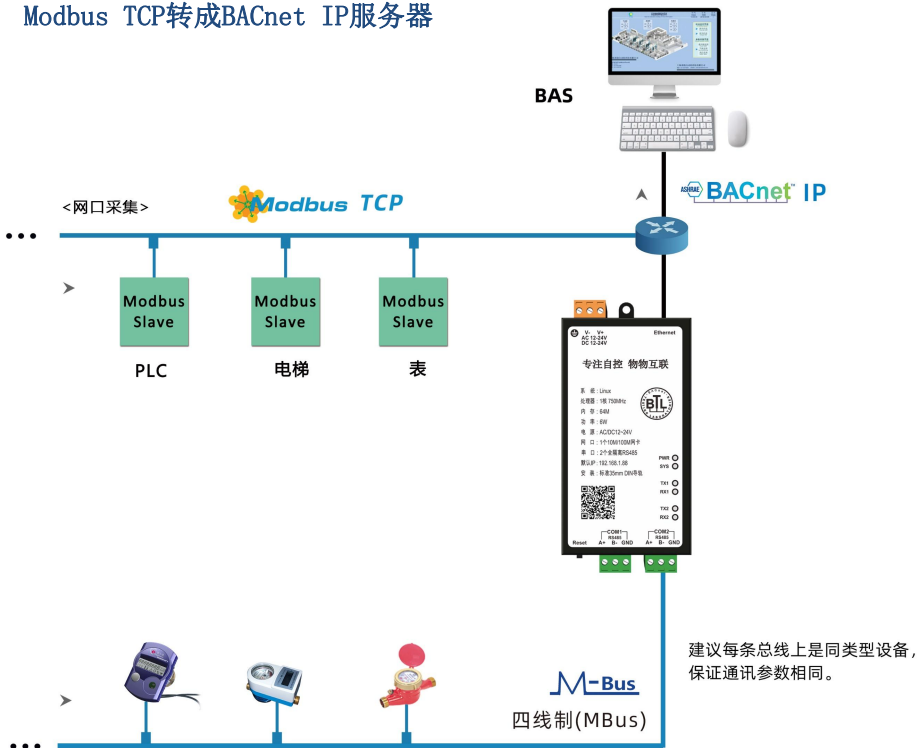 Modbus TCP转成BACnet IP服务器
BAS
ASHRAE BACnet™ IP
<网口采集>
Modbus TCP
Modbus Slave
Modbus Slave
Modbus Slave
PLC
电梯
表
V- V+
AC 12-24V
DC 12-24V
Ethernet
专注自控 物物互联
系 统：Linux
处理器：1核 750MHz
内 存：64M
功 率：6W
电 源：AC/DC12~24V
网 口：1个10M/100M网卡
串 口：2个全隔离RS485
默认IP：192.168.1.88
安 装：标准35mm DIN导轨
BTL
PWR
SYS
TX1
RX1
TX2
RX2
COM1 COM2
RS485 RS485
Reset A+ B- GND A+ B- GND
M-Bus
四线制(MBus)
建议每条总线上是同类型设备，
保证通讯参数相同。